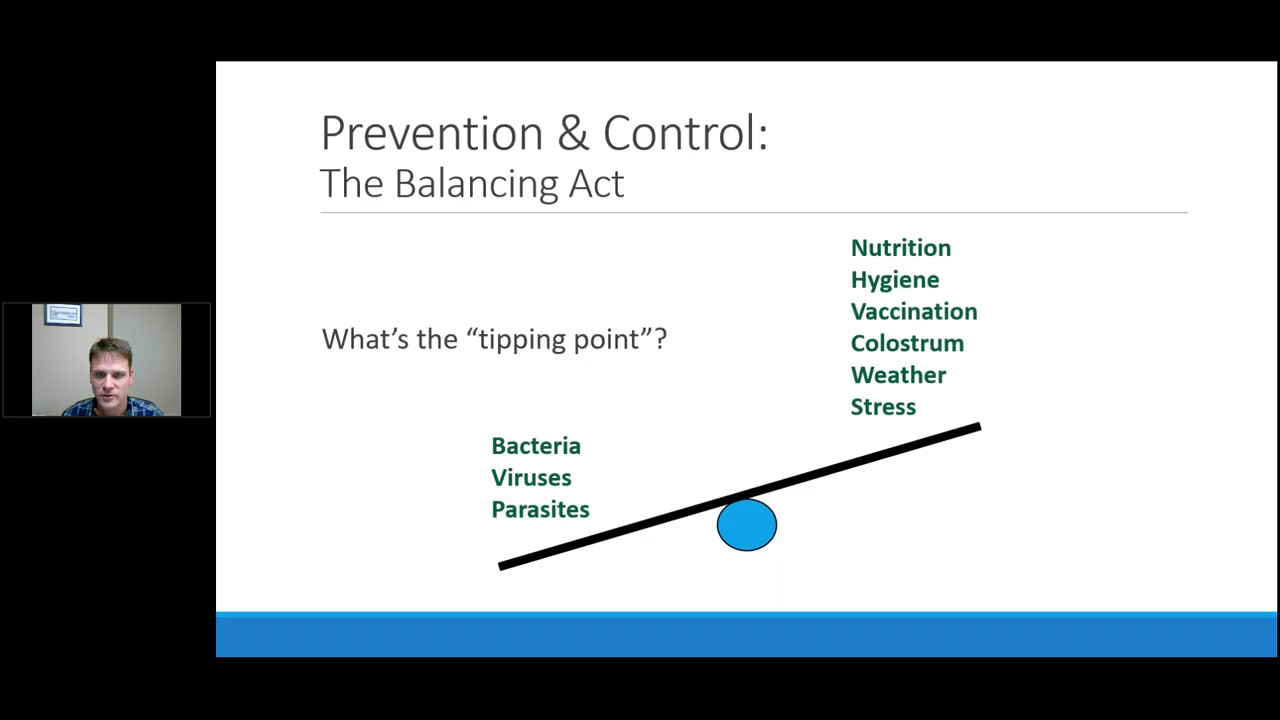 Prevention & Control:
The Balancing Act
What’s the “tipping point”?
Nutrition
Hygiene
Vaccination
Colostrum
Weather
Stress
Bacteria
Viruses
Parasites